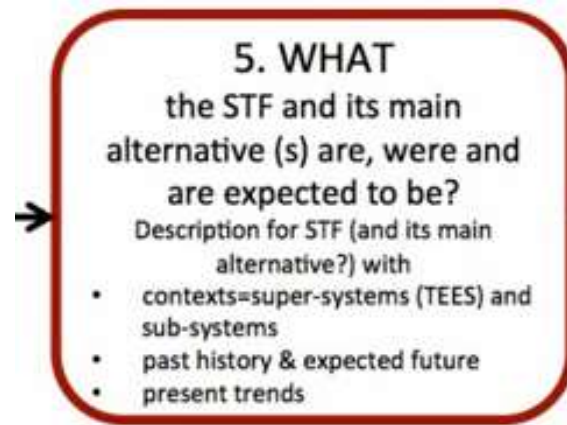 5. WHAT
the STF and its main
alternative (s) are, were and
are expected to be?
Description for STF (and its main
alternative?) with
• contexts=super-systems (TEES) and
sub-systems
• past history & expected future
• present trends